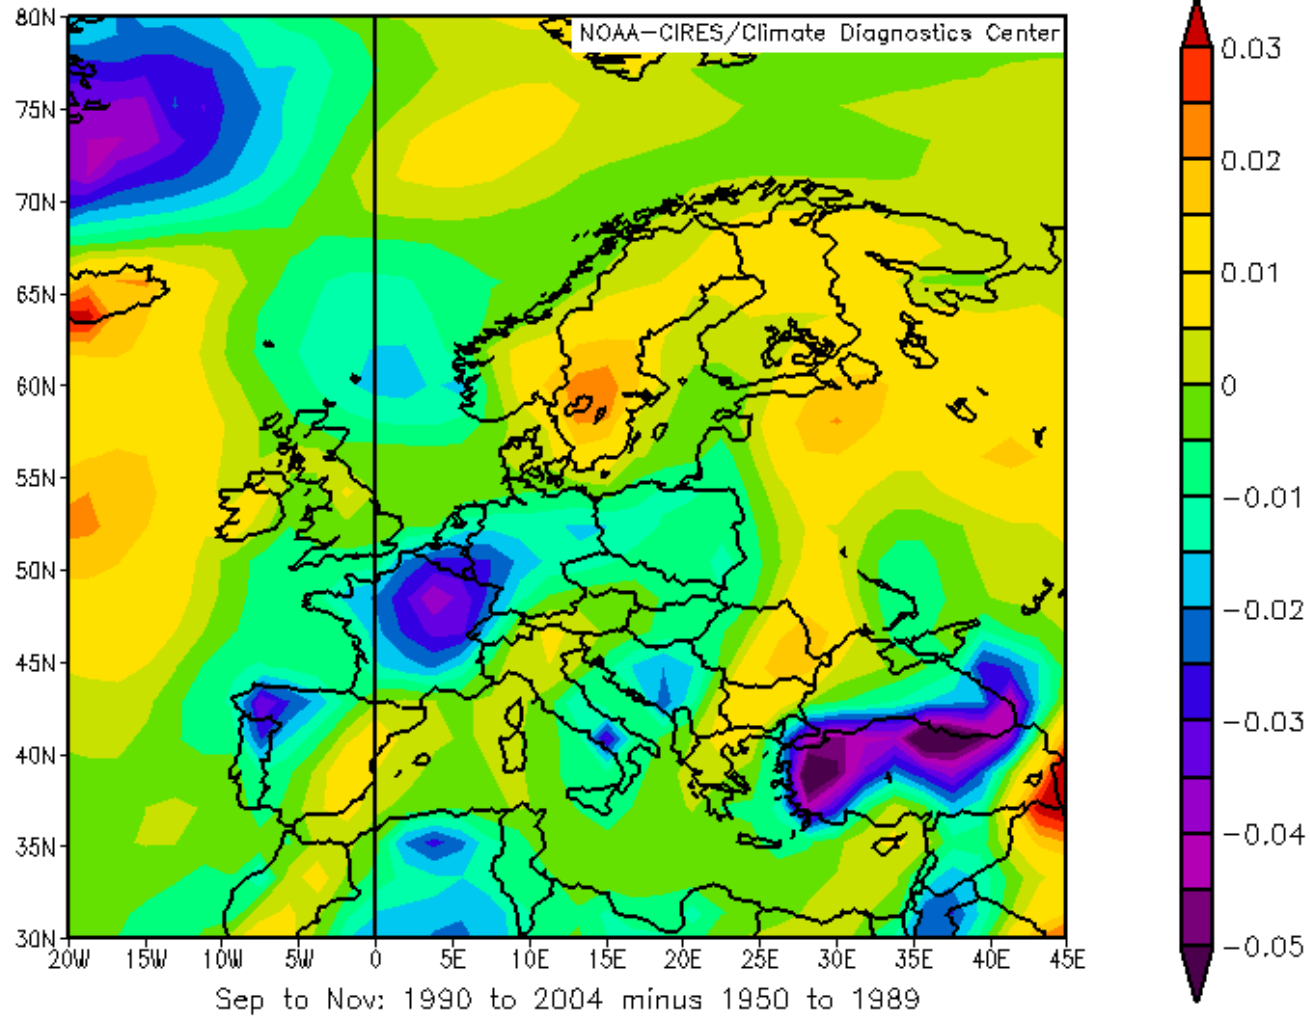 NOAA-CIRES/Climate Diagnostics Center
80N
75N
70N
65N
60N
55N
50N
45N
40N
35N
30N
20W 15W 10W 5W 0 5E 10E 15E 20E 25E 30E 35E 40E 45E
Sep to Nov: 1990 to 2004 minus 1950 to 1989
0.03
0.02
0.01
0
-0.01
-0.02
-0.03
-0.04
-0.05